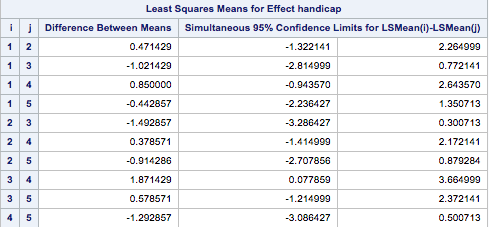 Least Squares Means for Effect handicap
i j Difference Between Means Simultaneous 95% Confidence Limits for LSMean(i)-LSMean(j)
1 2 0.471429 -1.322141 2.264999
1 3 -1.021429 -2.814999 0.772141
1 4 0.850000 -0.943570 2.643570
1 5 -0.442857 -2.236427 1.350713
2 3 -1.492857 -3.286427 0.300713
2 4 0.378571 -1.414999 2.172141
2 5 -0.914286 -2.707856 0.879284
3 4 1.871429 0.077859 3.664999
3 5 0.578571 -1.214999 2.372141
4 5 -1.292857 -3.086427 0.500713